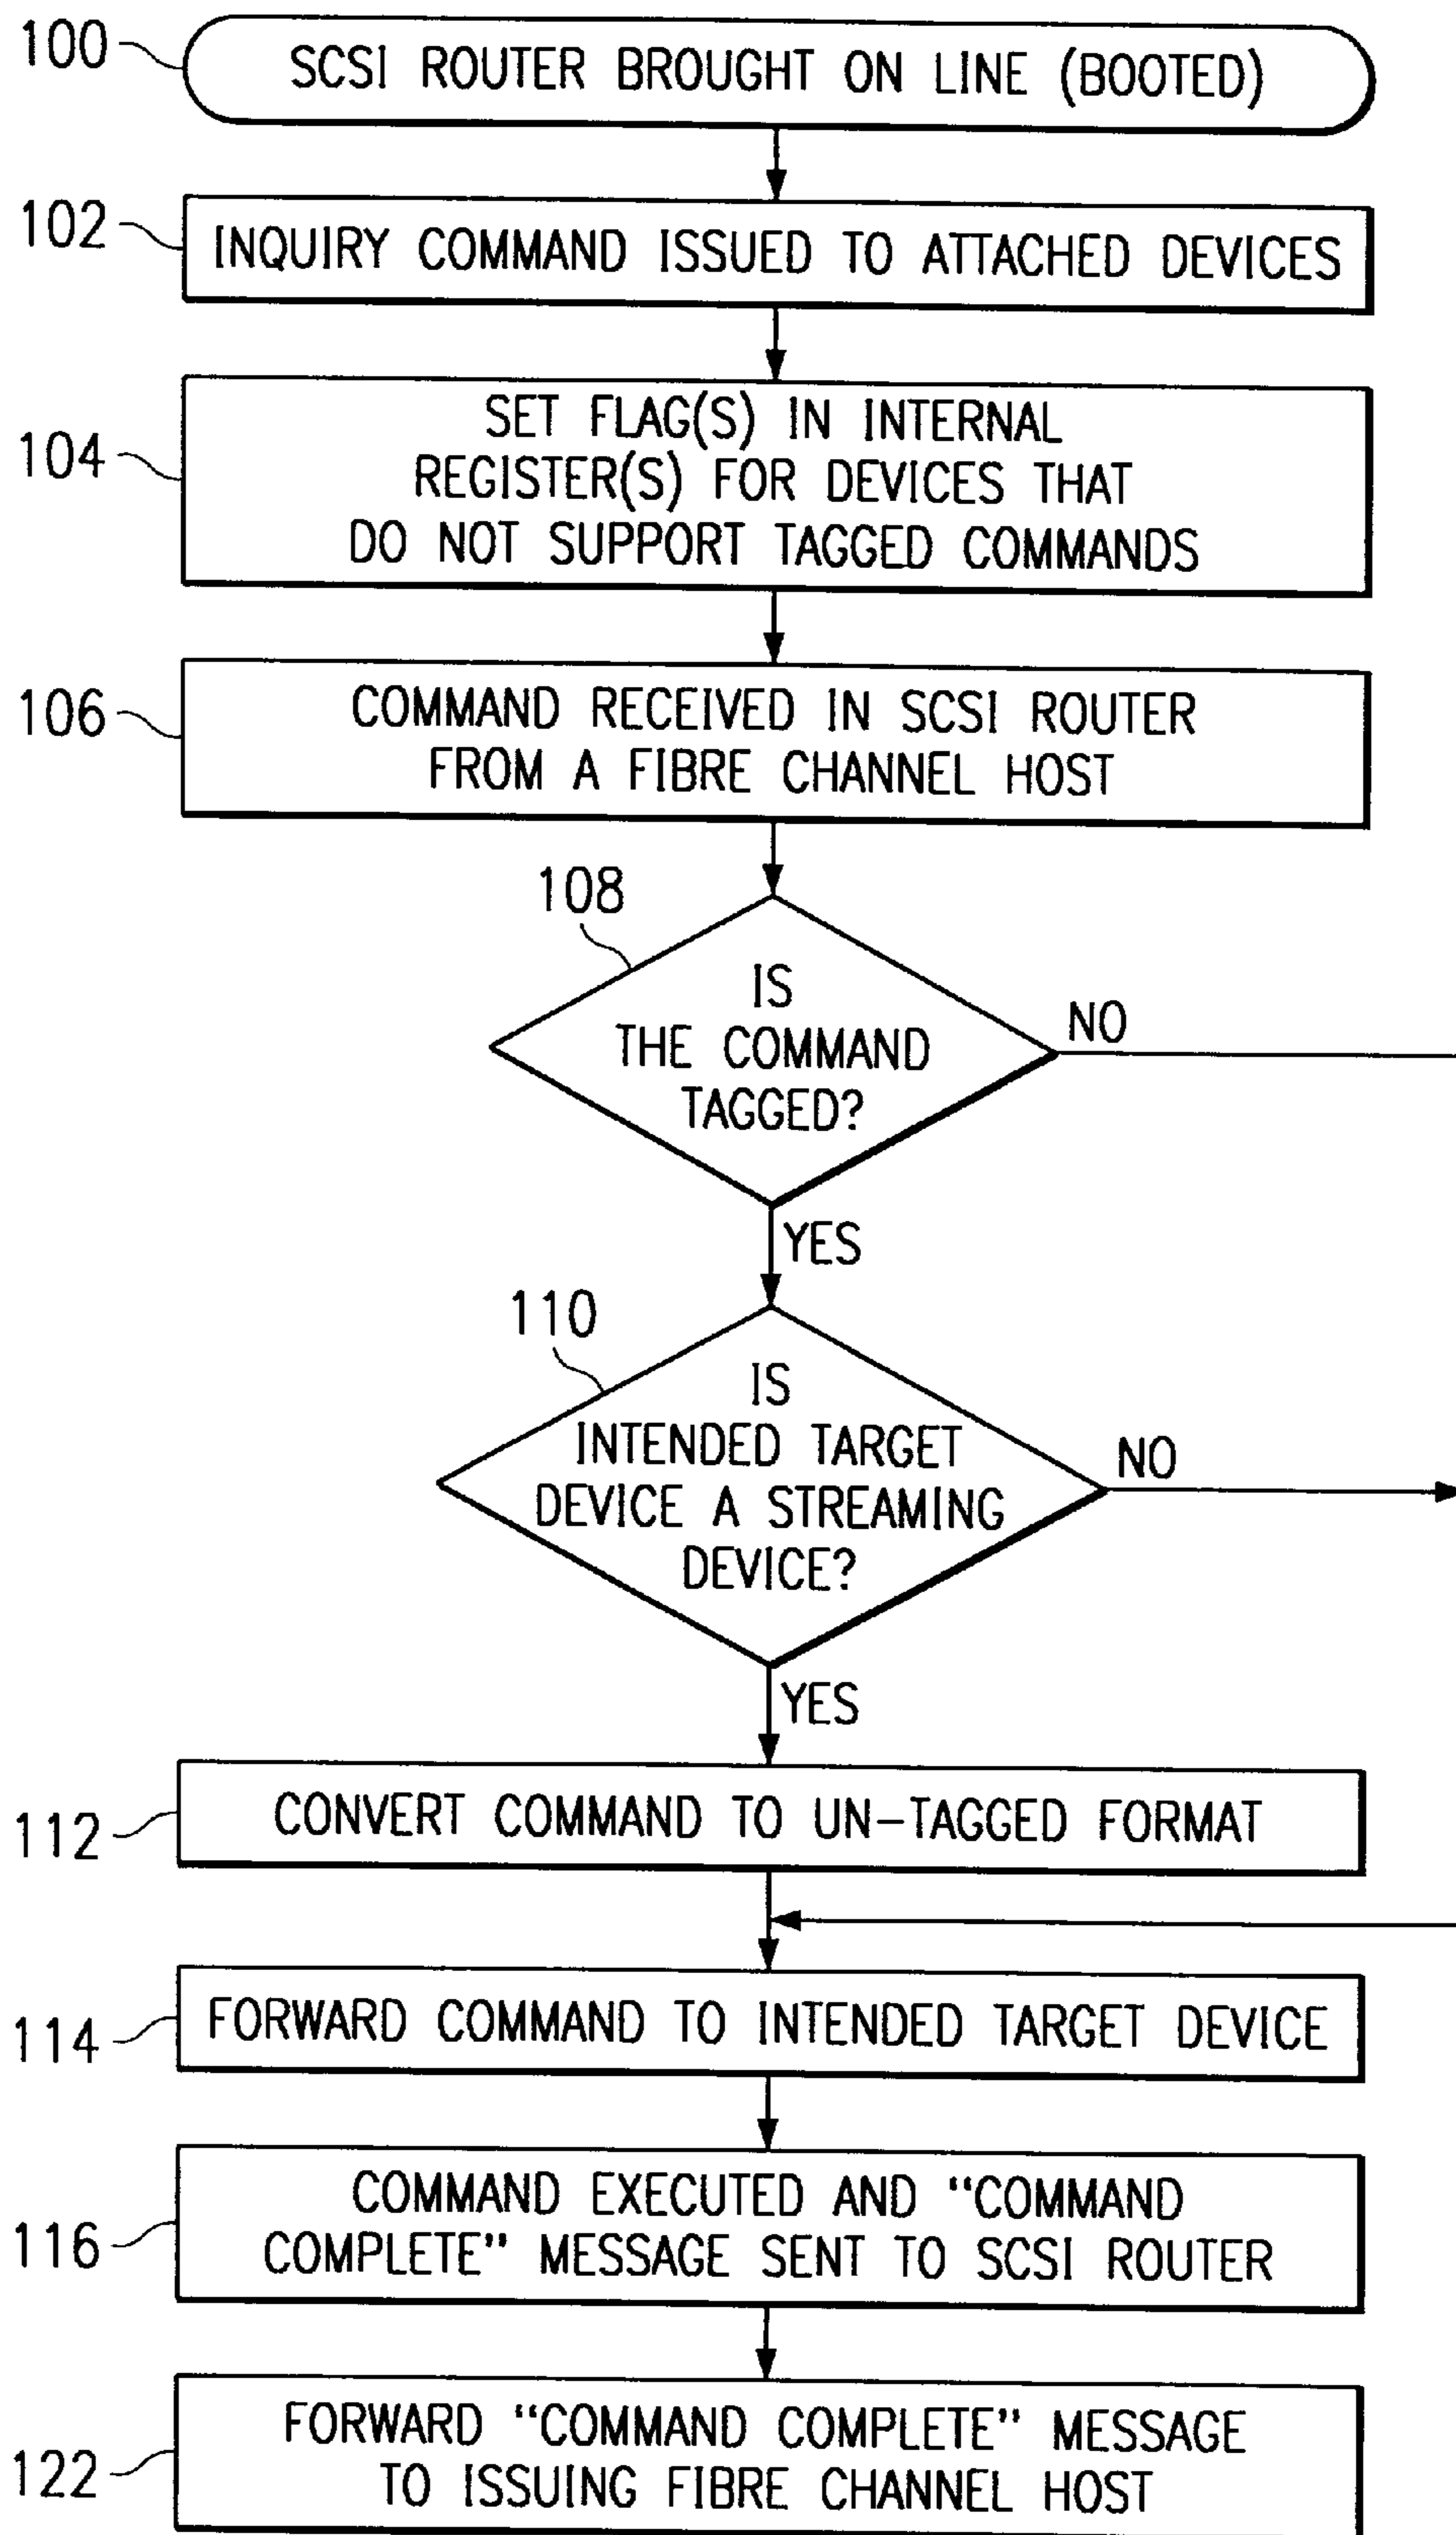 100
SCSI ROUTER BROUGHT ON LINE (BOOTED)
102
INQUIRY COMMAND ISSUED TO ATTACHED DEVICES
104
SET FLAG(S) IN INTERNAL
REGISTER(S) FOR DEVICES THAT
DO NOT SUPPORT TAGGED COMMANDS
106
COMMAND RECEIVED IN SCSI ROUTER
FROM A FIBRE CHANNEL HOST
108
IS
THE COMMAND
TAGGED?
NO
YES
110
IS
INTENDED TARGET
DEVICE A STREAMING
DEVICE?
NO
YES
112
CONVERT COMMAND TO UN-TAGGED FORMAT
114
FORWARD COMMAND TO INTENDED TARGET DEVICE
116
COMMAND EXECUTED AND "COMMAND
COMPLETE" MESSAGE SENT TO SCSI ROUTER
122
FORWARD "COMMAND COMPLETE" MESSAGE
TO ISSUING FIBRE CHANNEL HOST